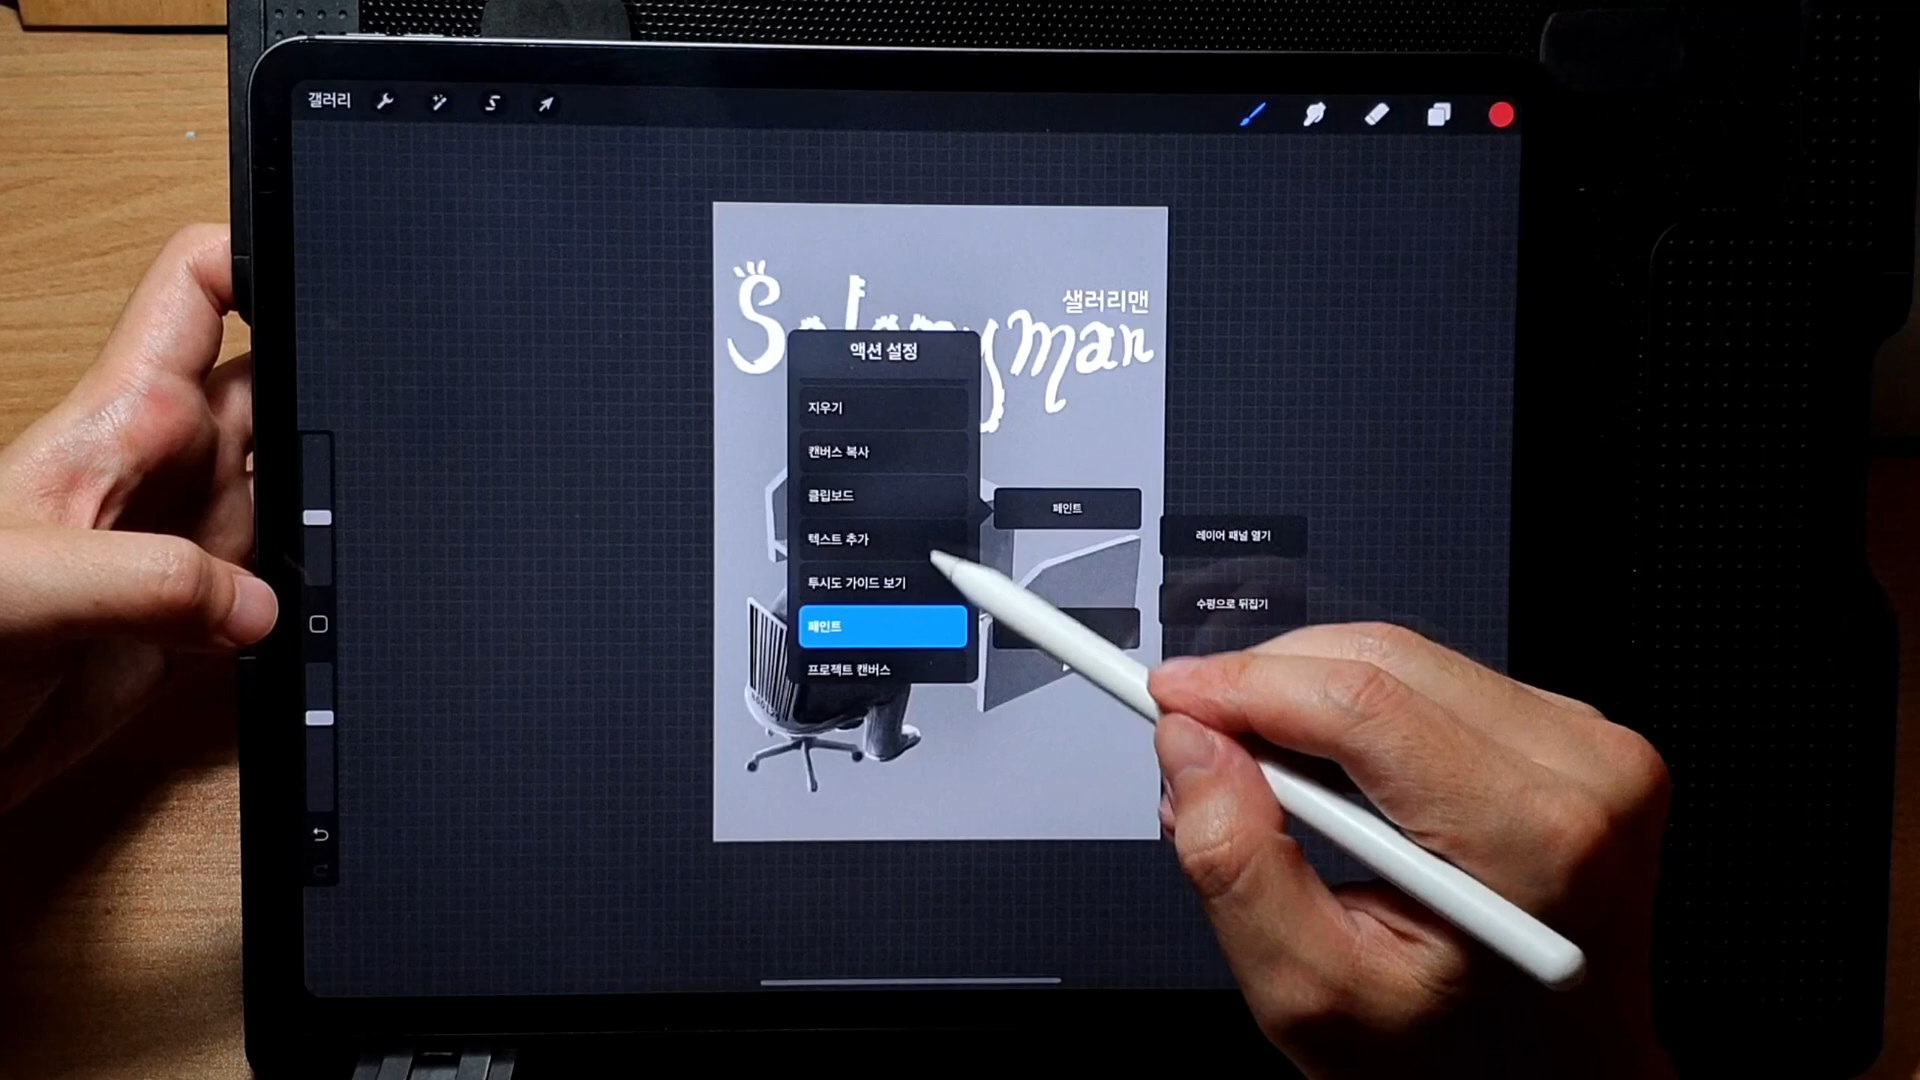 갤러리
샐러리맨
액션 설정
지우기
캔버스 복사
클립보드
텍스트 추가
투시도 가이드 보기
페인트
프로젝트 캔버스
페인트
레이어 패널 열기
수평으로 뒤집기